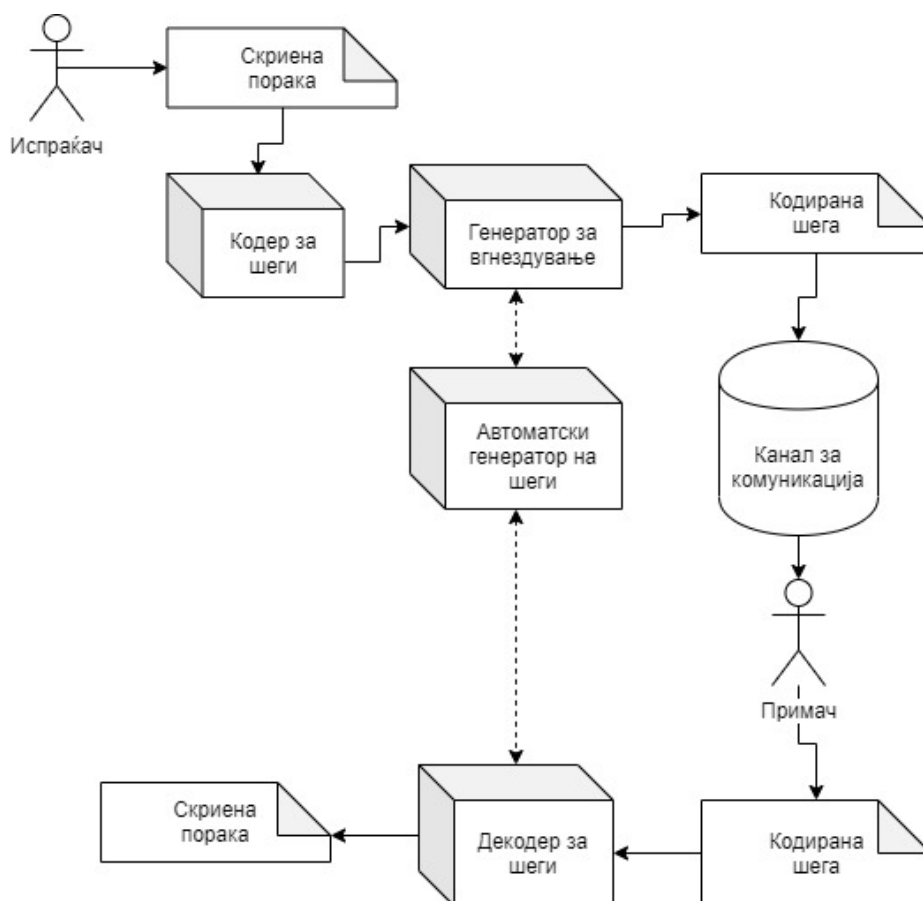 Скриена
порака
Испраќач
Кодер за
шеги
Генератор за
вгнездување
Кодирана
шега
Автоматски
генератор на
шеги
Канал за
комуникација
Примач
Скриена
порака
Декодер за
шеги
Кодирана
шега